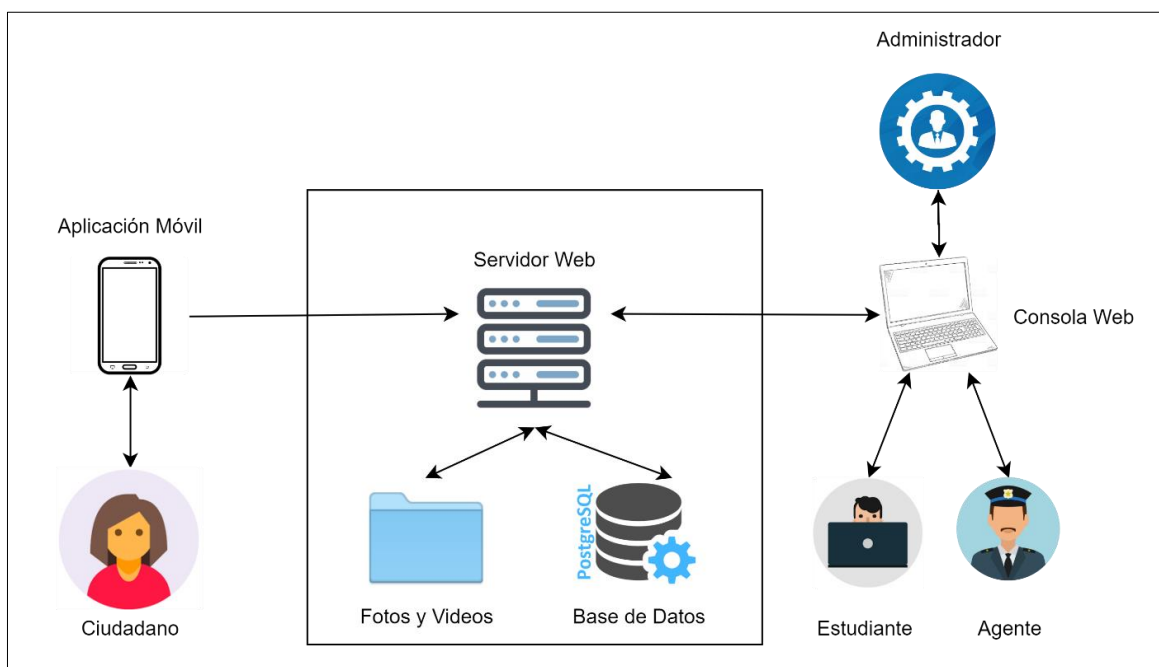 Administrador
Aplicación Móvil
Servidor Web
Consola Web
PostgreSQL
Fotos y Videos
Base de Datos
Ciudadano
Estudiante
Agente